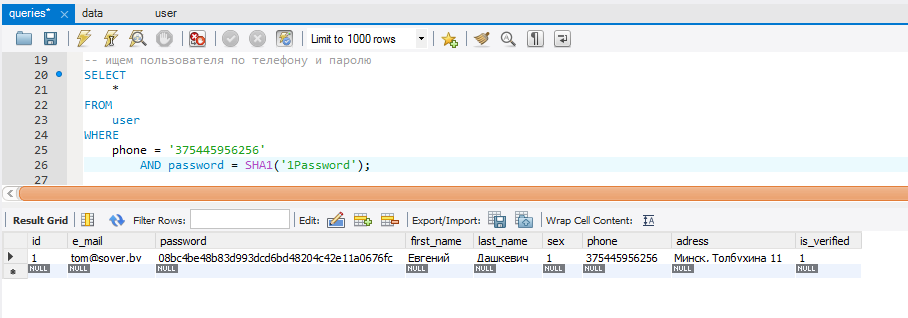 queries* data user
Limit to 1000 rows
19 -- ищем пользователя по телефону и паролю
20 SELECT
21 *
22 FROM
23 user
24 WHERE
25 phone = '375445956256'
26 AND password = SHA1('1Password');
27
Result Grid Filter Rows: Edit: Export/Import: Wrap Cell Content:
id e_mail password first_name last_name sex phone adress is_verified
1 tom@sover.by 08bc4be48b83d993dcd6bd48204c42e11a0676fc Евгений Дашкевич 1 375445956256 Минск, Толбухина 11 1
NULL NULL NULL NULL NULL NULL NULL NULL NULL